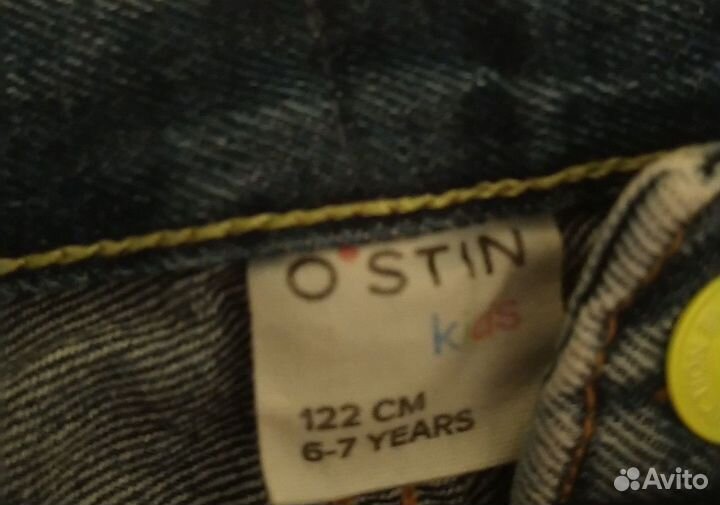 O'STIN
kids
122 CM
6-7 YEARS
Avito